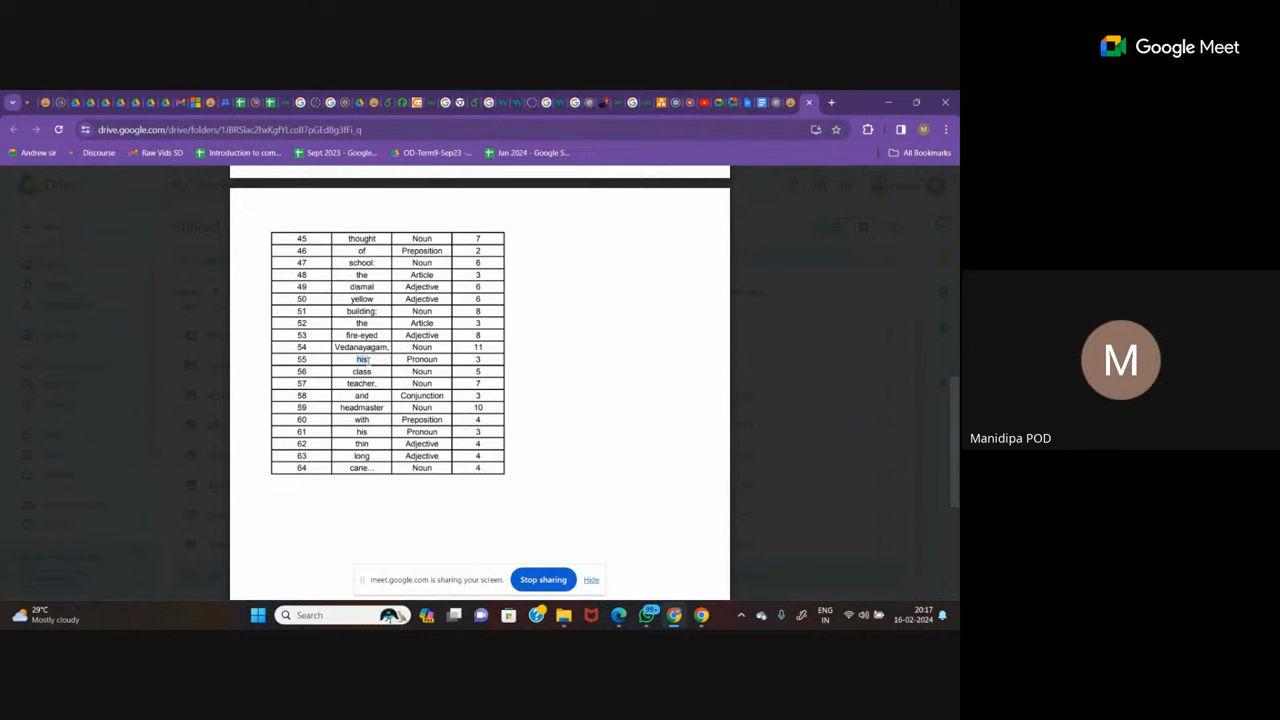 Google Meet
drive.google.com/drive/folders/1JBRSlac2hxKgfYLcoII7pGEd8g3fFi_q
Andrew sir Discourse Raw Vids SD Introduction to com... Sept 2023 - Google... OD-Term9-Sep23 -... Jan 2024 - Google S... All Bookmarks
45 thought Noun 7
46 of Preposition 2
47 school: Noun 6
48 the Article 3
49 dismal Adjective 6
50 yellow Adjective 6
51 building; Noun 8
52 the Article 3
53 fire-eyed Adjective 8
54 Vedanayagam, Noun 11
55 his Pronoun 3
56 class Noun 5
57 teacher, Noun 7
58 and Conjunction 3
59 headmaster Noun 10
60 with Preposition 4
61 his Pronoun 3
62 thin Adjective 4
63 long Adjective 4
64 cane... Noun 4
M
Manidipa POD
meet.google.com is sharing your screen. Stop sharing Hide
29°C
Mostly cloudy
Search
99+
ENG
IN
20:17
16-02-2024